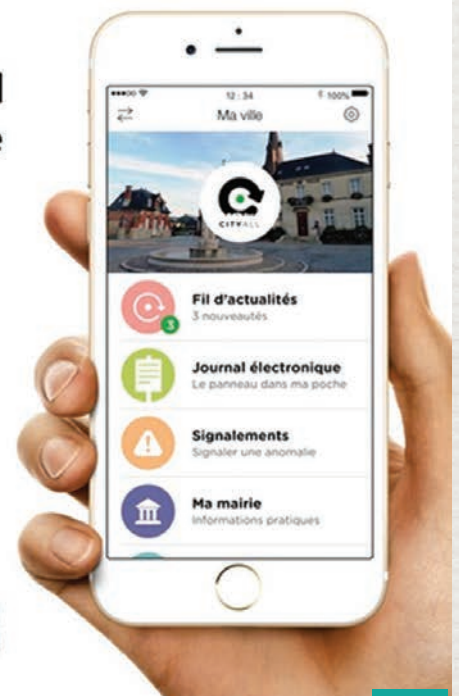 12:34
100%
Ma ville
CITYALL
Fil d'actualités
3 nouveautés
3
Journal électronique
Le panneau dans ma poche
Signalements
Signaler une anomalie
Ma mairie
Informations pratiques